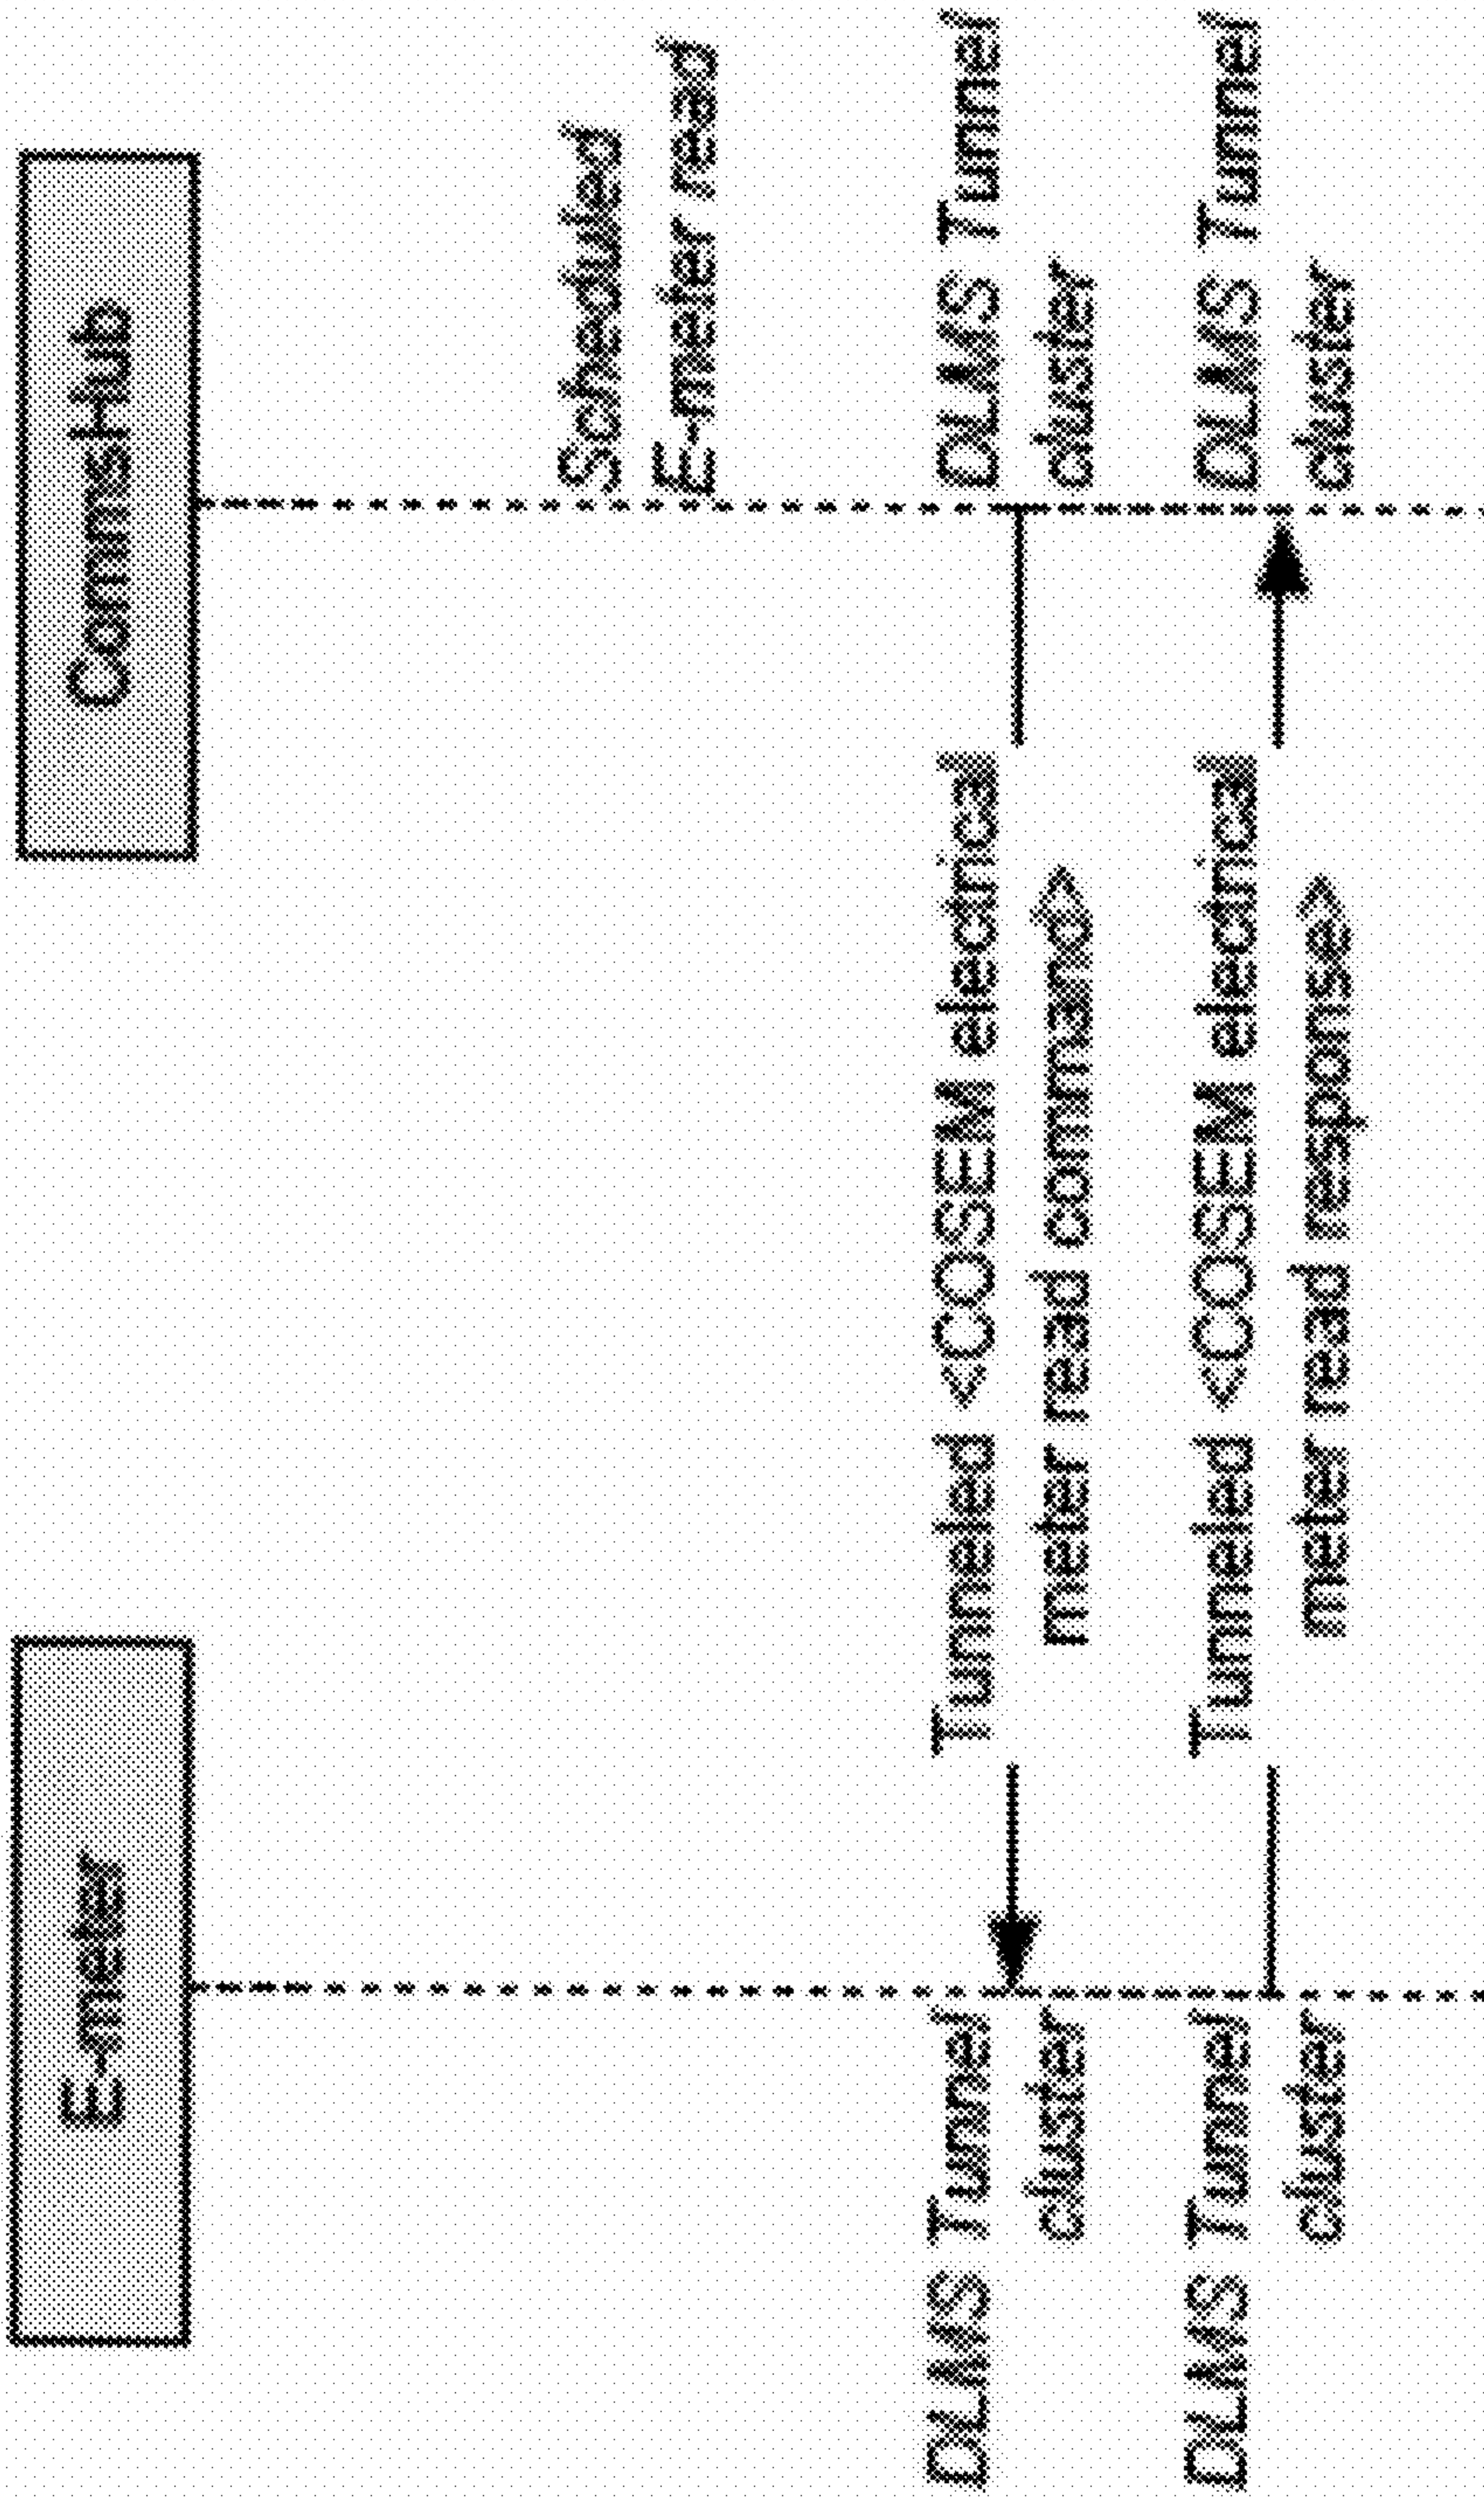 E-meter
CommsHub
Scheduled
E-meter read
DLMS Tunnel
cluster
Tunneled <COSEM electrical
meter read command>
DLMS Tunnel
cluster
DLMS Tunnel
cluster
Tunneled <COSEM electrical
meter read response>
DLMS Tunnel
cluster